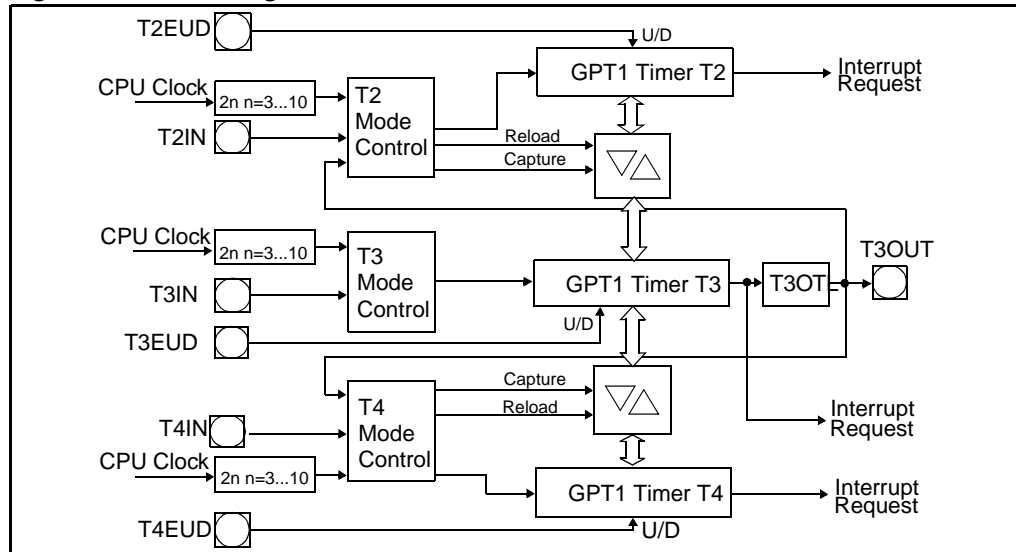 T2EUD
U/D
CPU Clock
2n n=3...10
T2IN
T2
Mode
Control
GPT1 Timer T2
Interrupt
Request
Reload
Capture
CPU Clock
2n n=3...10
T3IN
T3EUD
T3
Mode
Control
GPT1 Timer T3
U/D
T3OT
T3OUT
Interrupt
Request
Capture
Reload
T4IN
CPU Clock
2n n=3...10
T4EUD
T4
Mode
Control
GPT1 Timer T4
U/D
Interrupt
Request